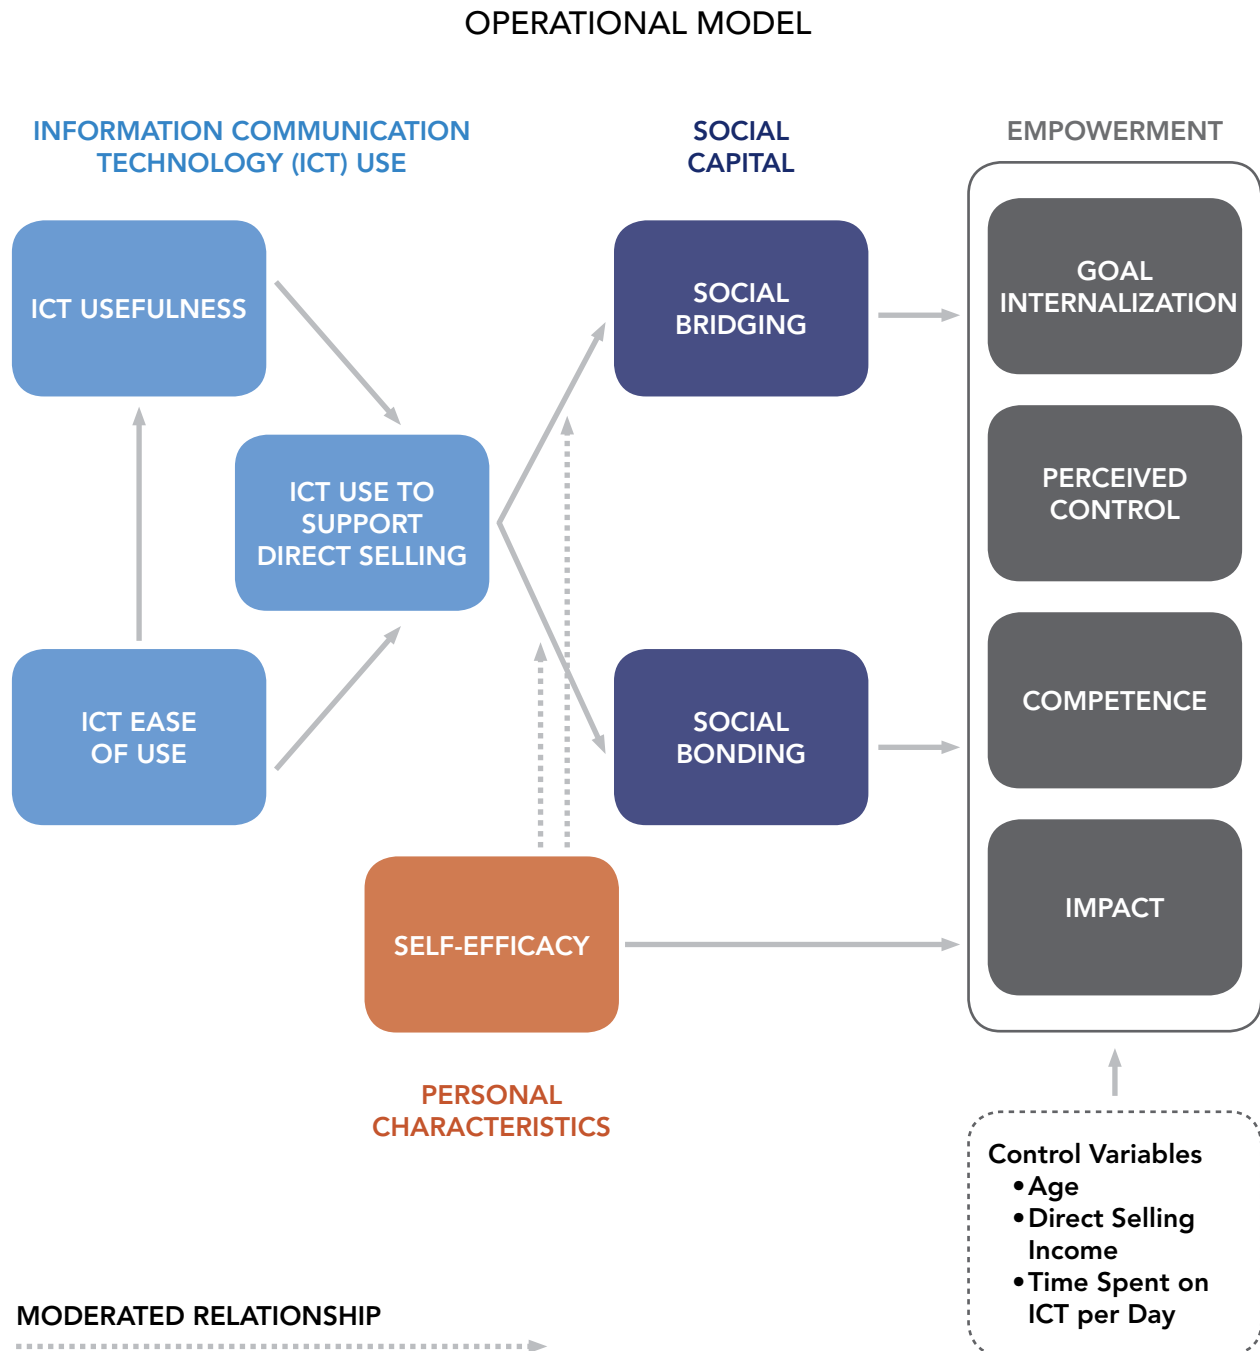 OPERATIONAL MODEL
INFORMATION COMMUNICATION
TECHNOLOGY (ICT) USE
SOCIAL
CAPITAL
EMPOWERMENT
ICT USEFULNESS
SOCIAL
BRIDGING
GOAL
INTERNALIZATION
ICT USE TO
SUPPORT
DIRECT SELLING
PERCEIVED
CONTROL
ICT EASE
OF USE
SOCIAL
BONDING
COMPETENCE
SELF-EFFICACY
IMPACT
PERSONAL
CHARACTERISTICS
Control Variables
•Age
•Direct Selling
Income
•Time Spent on
ICT per Day
MODERATED RELATIONSHIP